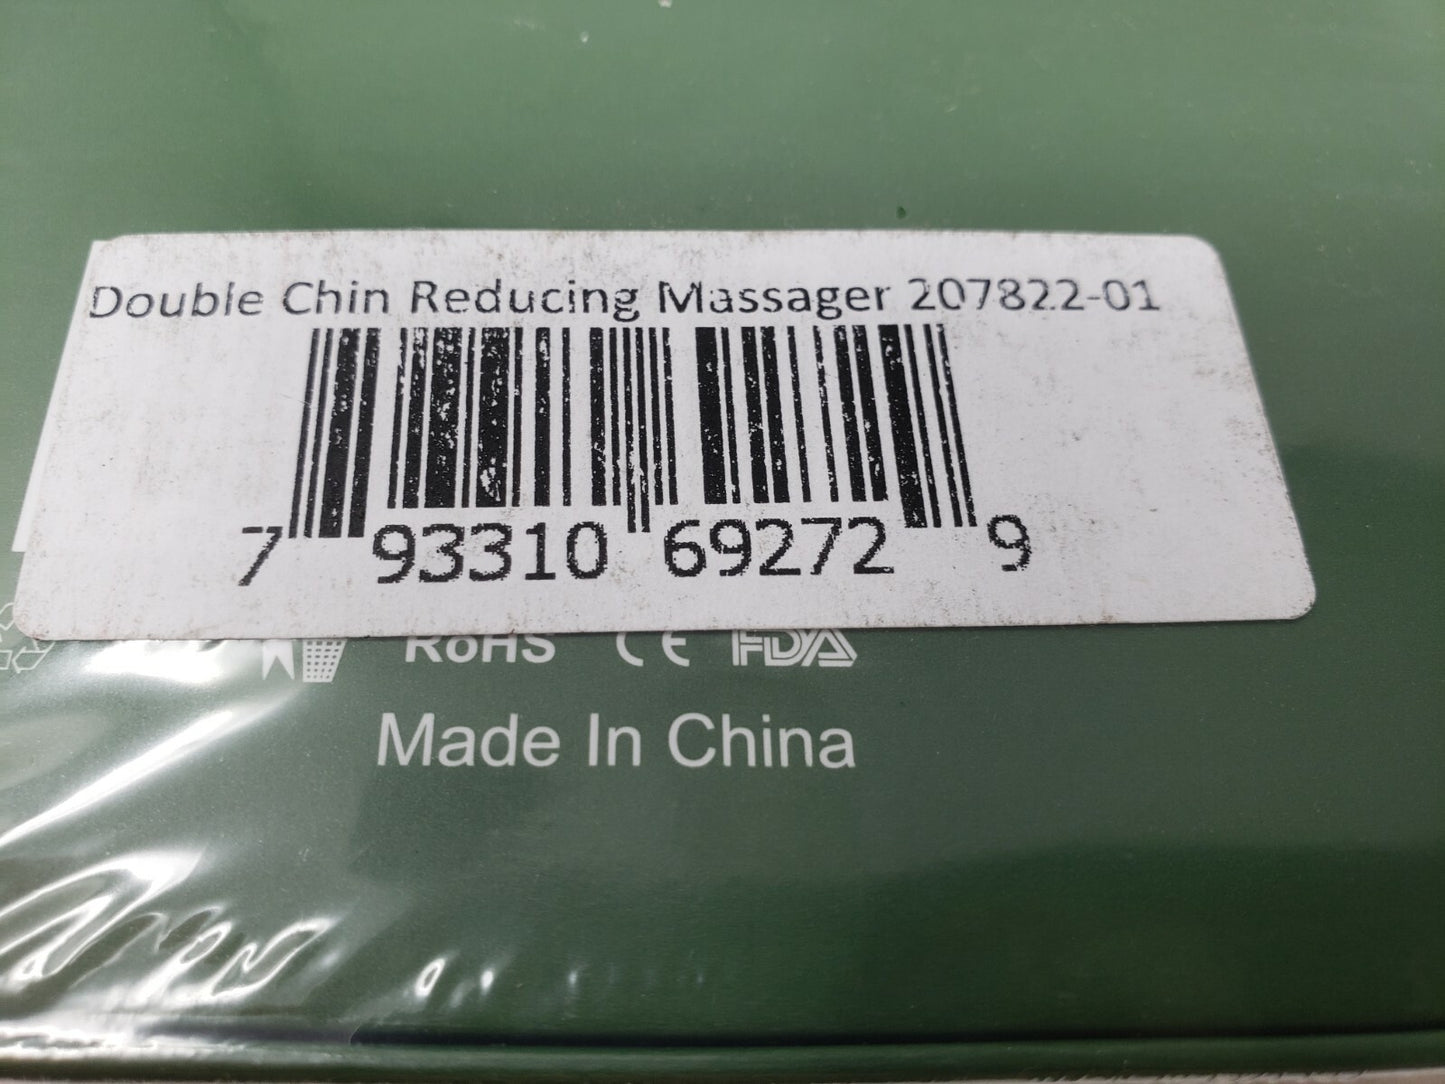 Double Chin Reducing Massager 207822-01
7 93310 69272 9
RoHS CE FDA
Made In China